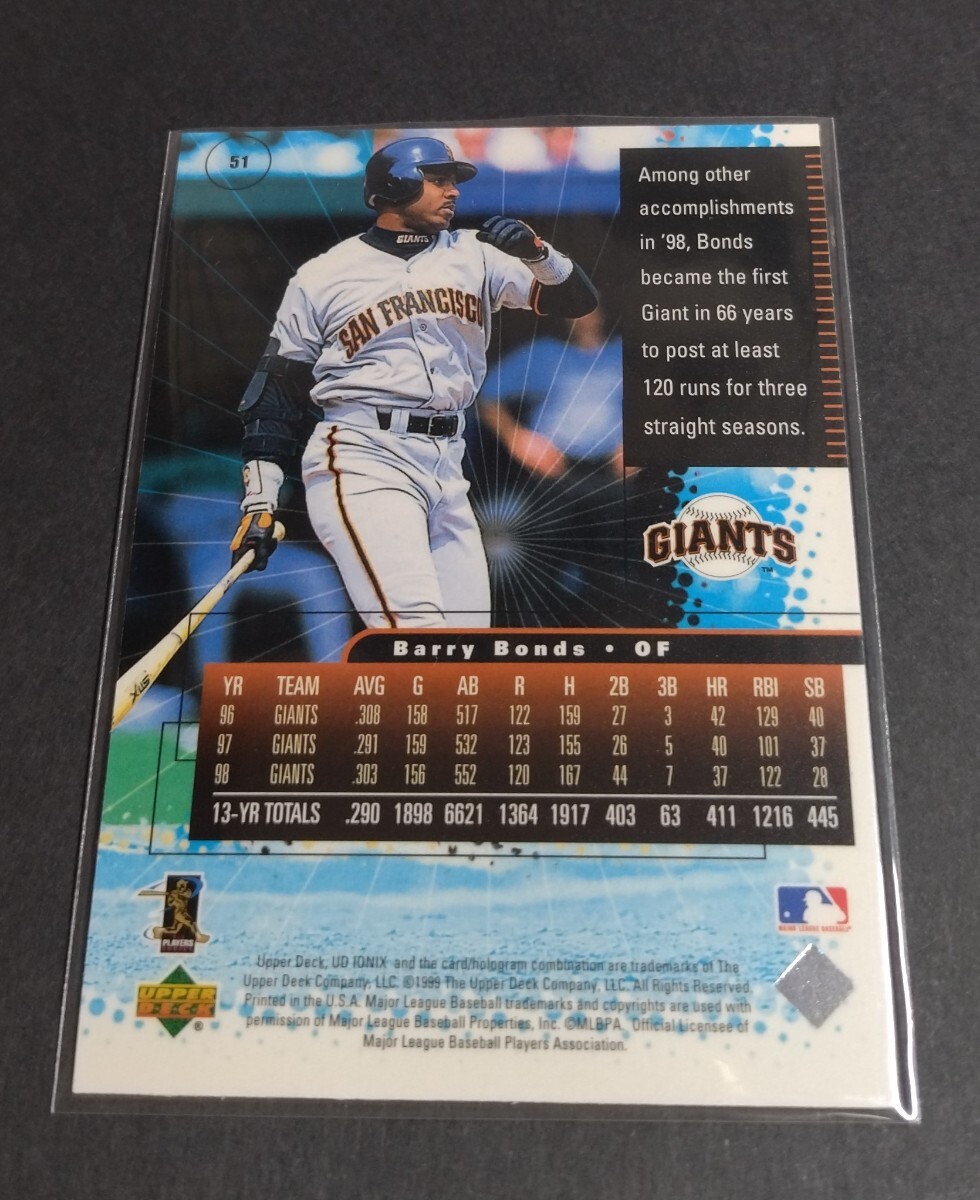 51
Among other
accomplishments
in '98, Bonds
became the first
Giant in 66 years
to post at least
120 runs for three
straight seasons.
GIANTS
SAN FRANCISCO
GIANTS™
Barry Bonds • OF
YR TEAM AVG G AB R H 2B 3B HR RBI SB
96 GIANTS .308 158 517 122 159 27 3 42 129 40
97 GIANTS .291 159 532 123 155 26 5 40 101 37
98 GIANTS .303 156 552 120 167 44 7 37 122 28
13-YR TOTALS .290 1898 6621 1364 1917 403 63 411 1216 445
PLAYERS
MAJOR LEAGUE BASEBALL®
UPPER
DECK®
Upper Deck, UD IONIX and the card/hologram combination are trademarks of The
Upper Deck Company, LLC. ©1999 The Upper Deck Company, LLC. All Rights Reserved.
Printed in the U.S.A. Major League Baseball trademarks and copyrights are used with
permission of Major League Baseball Properties, Inc. ©MLBPA. Official Licensee of
Major League Baseball Players Association.